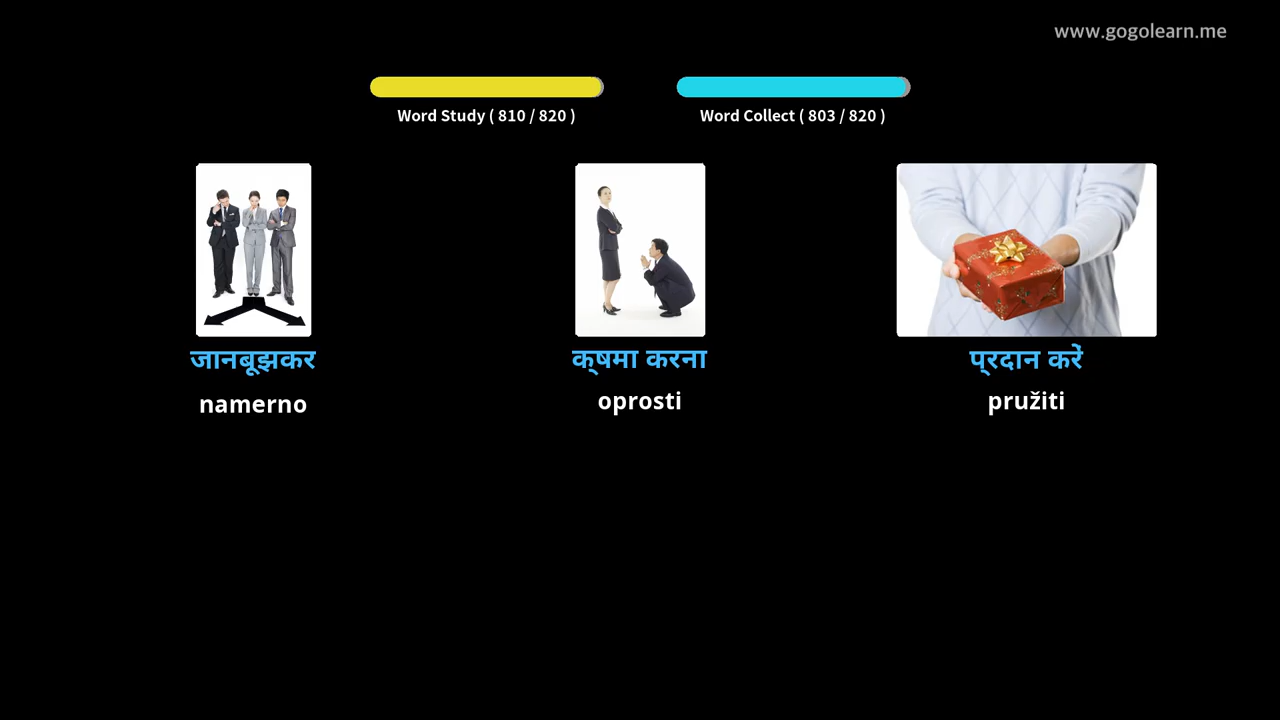 www.gogolearn.me
Word Study ( 810 / 820 )
Word Collect ( 803 / 820 )
जानबूझकर
क्षमा करना
प्रदान करें
namerno
oprosti
pružiti